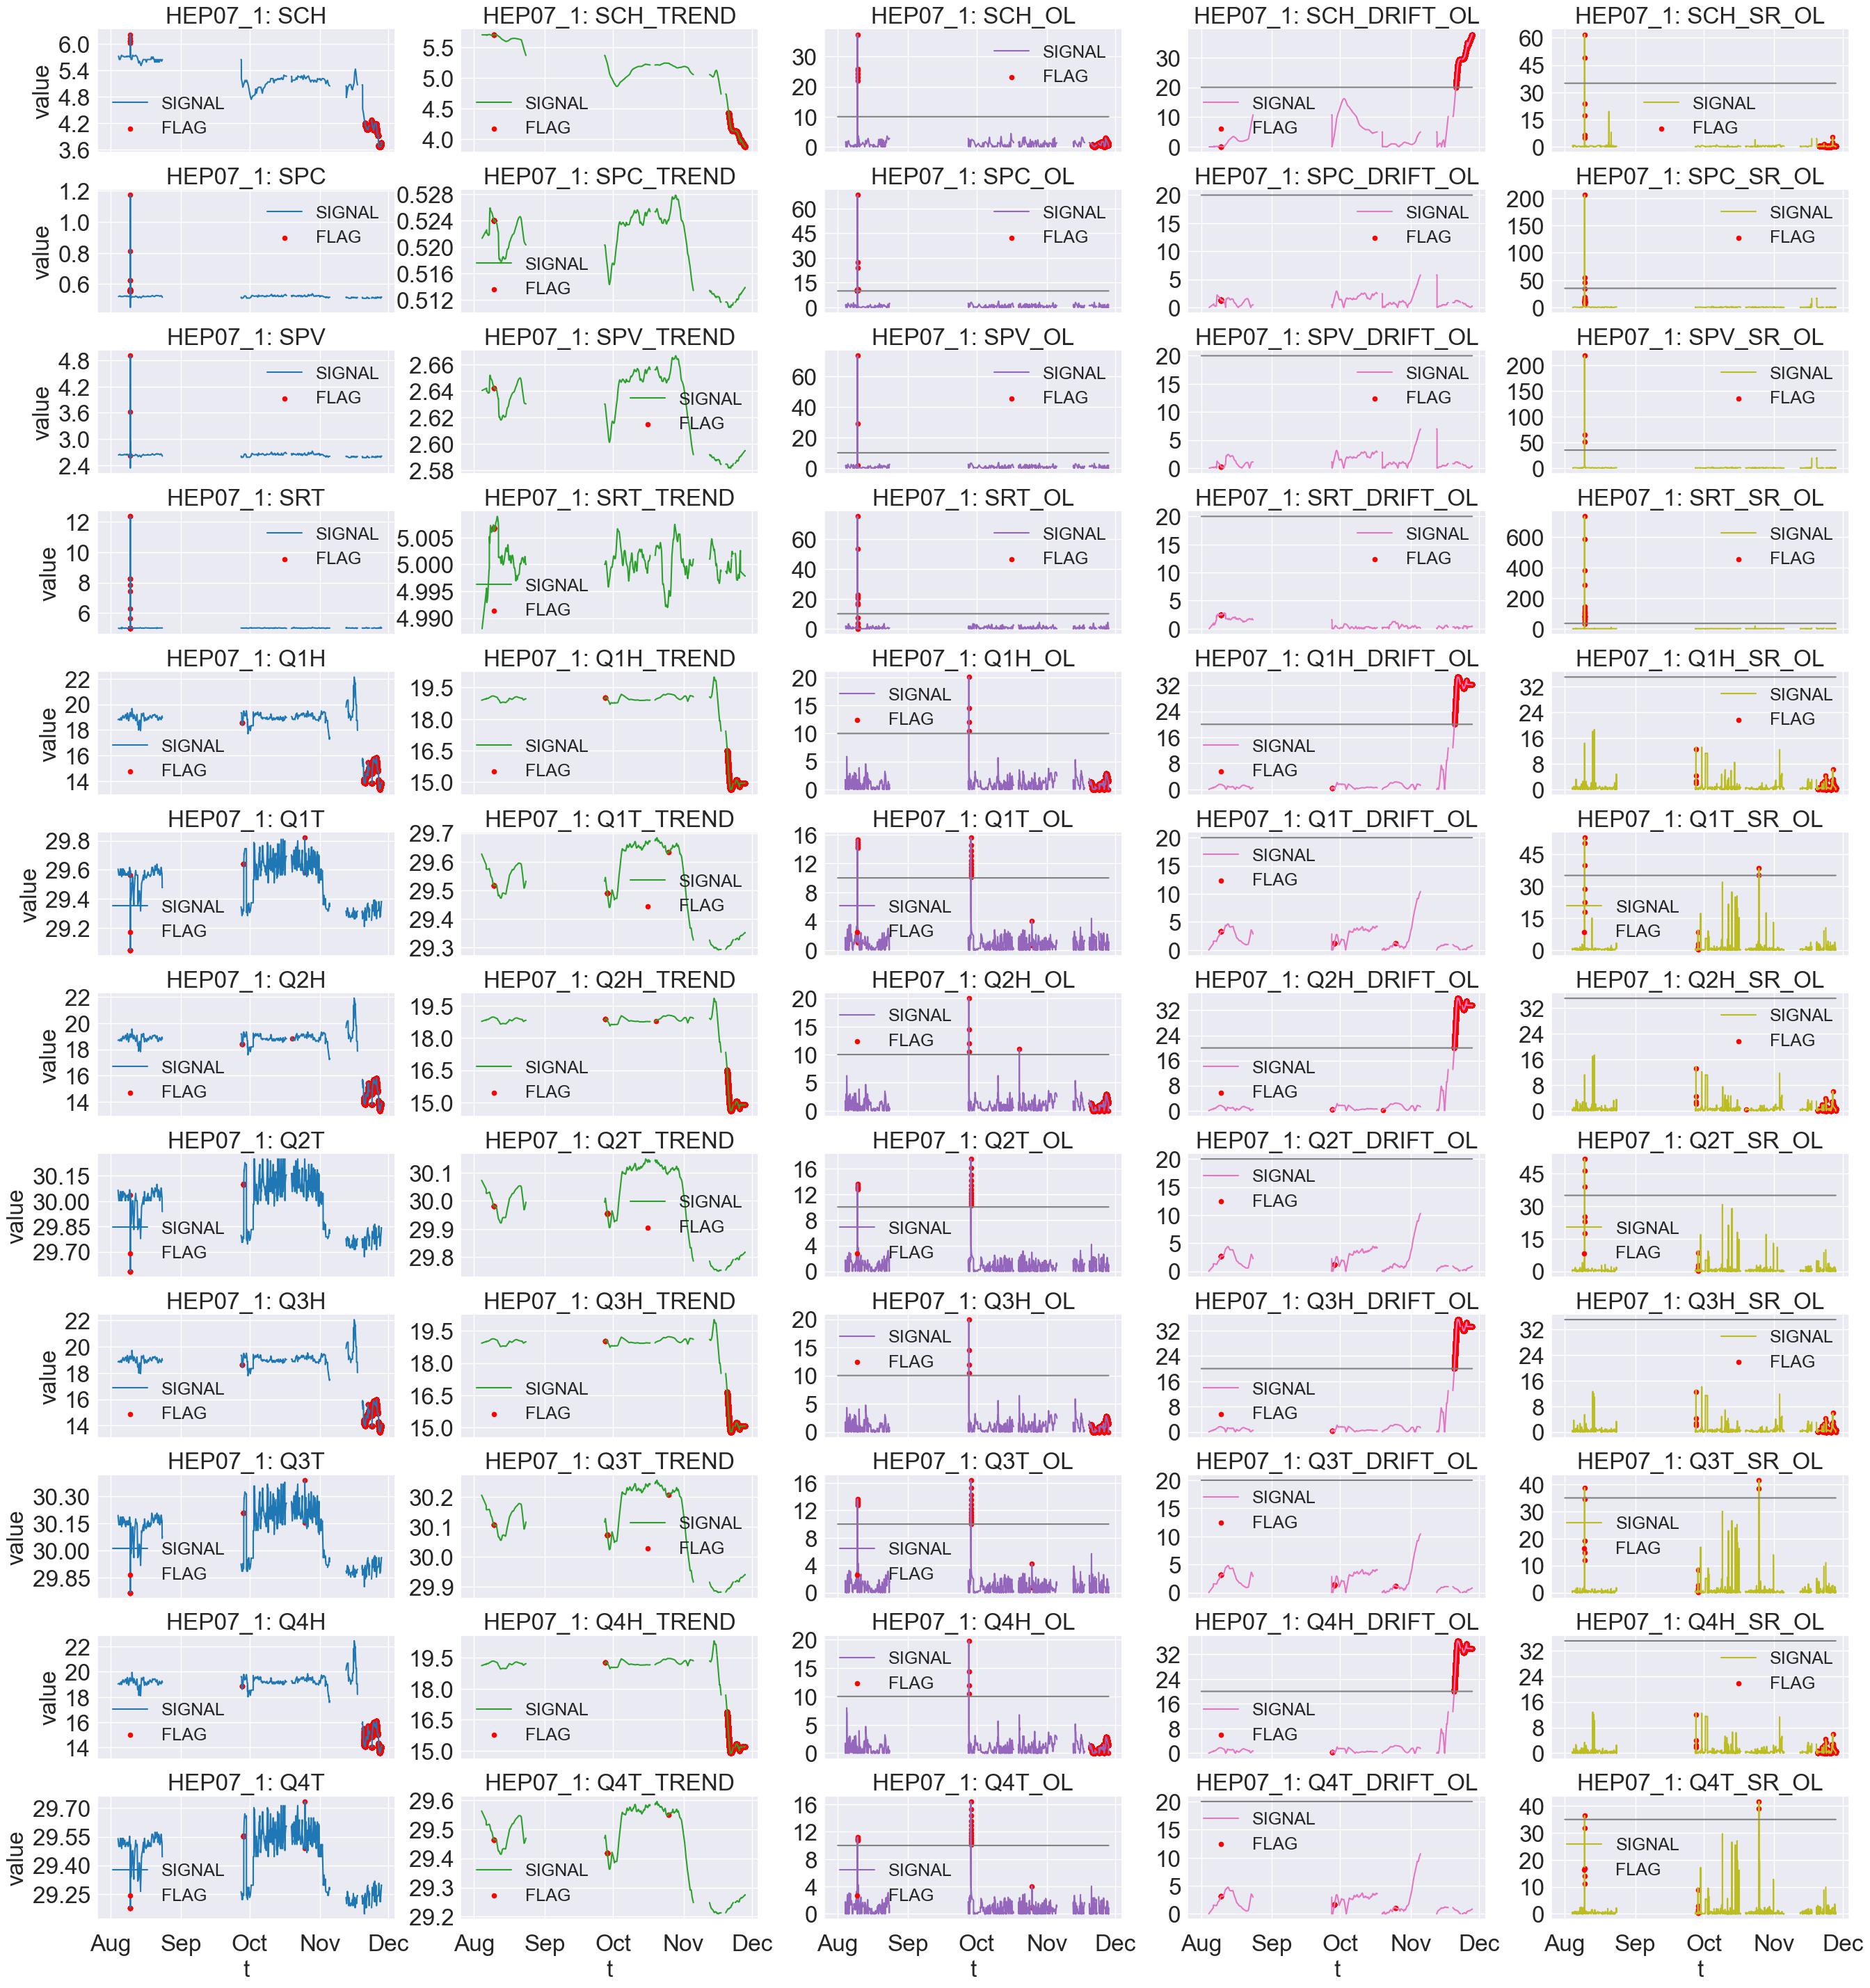 HEP07_1: SCH
value
6.0
5.4
4.8
4.2
3.6
SIGNAL
FLAG
HEP07_1: SCH_TREND
5.5
5.0
4.5
4.0
SIGNAL
FLAG
HEP07_1: SCH_OL
30
20
10
0
SIGNAL
FLAG
HEP07_1: SCH_DRIFT_OL
30
20
10
0
SIGNAL
FLAG
HEP07_1: SCH_SR_OL
60
45
30
15
0
SIGNAL
FLAG
HEP07_1: SPC
value
1.2
1.0
0.8
0.6
SIGNAL
FLAG
HEP07_1: SPC_TREND
0.528
0.524
0.520
0.516
0.512
SIGNAL
FLAG
HEP07_1: SPC_OL
60
45
30
15
0
SIGNAL
FLAG
HEP07_1: SPC_DRIFT_OL
20
15
10
5
0
SIGNAL
FLAG
HEP07_1: SPC_SR_OL
200
150
100
50
0
SIGNAL
FLAG
HEP07_1: SPV
value
4.8
4.2
3.6
3.0
2.4
SIGNAL
FLAG
HEP07_1: SPV_TREND
2.66
2.64
2.62
2.60
2.58
SIGNAL
FLAG
HEP07_1: SPV_OL
60
40
20
0
SIGNAL
FLAG
HEP07_1: SPV_DRIFT_OL
20
15
10
5
0
SIGNAL
FLAG
HEP07_1: SPV_SR_OL
200
150
100
50
0
SIGNAL
FLAG
HEP07_1: SRT
value
12
10
8
6
SIGNAL
FLAG
HEP07_1: SRT_TREND
5.005
5.000
4.995
4.990
SIGNAL
FLAG
HEP07_1: SRT_OL
60
40
20
0
SIGNAL
FLAG
HEP07_1: SRT_DRIFT_OL
20
15
10
5
0
SIGNAL
FLAG
HEP07_1: SRT_SR_OL
600
400
200
0
SIGNAL
FLAG
HEP07_1: Q1H
value
22
20
18
16
14
SIGNAL
FLAG
HEP07_1: Q1H_TREND
19.5
18.0
16.5
15.0
SIGNAL
FLAG
HEP07_1: Q1H_OL
20
15
10
5
0
SIGNAL
FLAG
HEP07_1: Q1H_DRIFT_OL
32
24
16
8
0
SIGNAL
FLAG
HEP07_1: Q1H_SR_OL
32
24
16
8
0
SIGNAL
FLAG
HEP07_1: Q1T
value
29.8
29.6
29.4
29.2
SIGNAL
FLAG
HEP07_1: Q1T_TREND
29.7
29.6
29.5
29.4
29.3
SIGNAL
FLAG
HEP07_1: Q1T_OL
16
12
8
4
0
SIGNAL
FLAG
HEP07_1: Q1T_DRIFT_OL
20
15
10
5
0
SIGNAL
FLAG
HEP07_1: Q1T_SR_OL
45
30
15
0
SIGNAL
FLAG
HEP07_1: Q2H
value
22
20
18
16
14
SIGNAL
FLAG
HEP07_1: Q2H_TREND
19.5
18.0
16.5
15.0
SIGNAL
FLAG
HEP07_1: Q2H_OL
20
15
10
5
0
SIGNAL
FLAG
HEP07_1: Q2H_DRIFT_OL
32
24
16
8
0
SIGNAL
FLAG
HEP07_1: Q2H_SR_OL
32
24
16
8
0
SIGNAL
FLAG
HEP07_1: Q2T
value
30.15
30.00
29.85
29.70
SIGNAL
FLAG
HEP07_1: Q2T_TREND
30.1
30.0
29.9
29.8
SIGNAL
FLAG
HEP07_1: Q2T_OL
16
12
8
4
0
SIGNAL
FLAG
HEP07_1: Q2T_DRIFT_OL
20
15
10
5
0
SIGNAL
FLAG
HEP07_1: Q2T_SR_OL
45
30
15
0
SIGNAL
FLAG
HEP07_1: Q3H
value
22
20
18
16
14
SIGNAL
FLAG
HEP07_1: Q3H_TREND
19.5
18.0
16.5
15.0
SIGNAL
FLAG
HEP07_1: Q3H_OL
20
15
10
5
0
SIGNAL
FLAG
HEP07_1: Q3H_DRIFT_OL
32
24
16
8
0
SIGNAL
FLAG
HEP07_1: Q3H_SR_OL
32
24
16
8
0
SIGNAL
FLAG
HEP07_1: Q3T
value
30.30
30.15
30.00
29.85
SIGNAL
FLAG
HEP07_1: Q3T_TREND
30.2
30.1
30.0
29.9
SIGNAL
FLAG
HEP07_1: Q3T_OL
16
12
8
4
0
SIGNAL
FLAG
HEP07_1: Q3T_DRIFT_OL
20
15
10
5
0
SIGNAL
FLAG
HEP07_1: Q3T_SR_OL
40
30
20
10
0
SIGNAL
FLAG
HEP07_1: Q4H
value
22
20
18
16
14
SIGNAL
FLAG
HEP07_1: Q4H_TREND
19.5
18.0
16.5
15.0
SIGNAL
FLAG
HEP07_1: Q4H_OL
20
15
10
5
0
SIGNAL
FLAG
HEP07_1: Q4H_DRIFT_OL
32
24
16
8
0
SIGNAL
FLAG
HEP07_1: Q4H_SR_OL
32
24
16
8
0
SIGNAL
FLAG
HEP07_1: Q4T
value
29.70
29.55
29.40
29.25
SIGNAL
FLAG
Aug Sep Oct Nov Dec
t
HEP07_1: Q4T_TREND
29.6
29.5
29.4
29.3
29.2
SIGNAL
FLAG
Aug Sep Oct Nov Dec
t
HEP07_1: Q4T_OL
16
12
8
4
0
SIGNAL
FLAG
Aug Sep Oct Nov Dec
t
HEP07_1: Q4T_DRIFT_OL
20
15
10
5
0
SIGNAL
FLAG
Aug Sep Oct Nov Dec
t
HEP07_1: Q4T_SR_OL
40
30
20
10
0
SIGNAL
FLAG
Aug Sep Oct Nov Dec
t